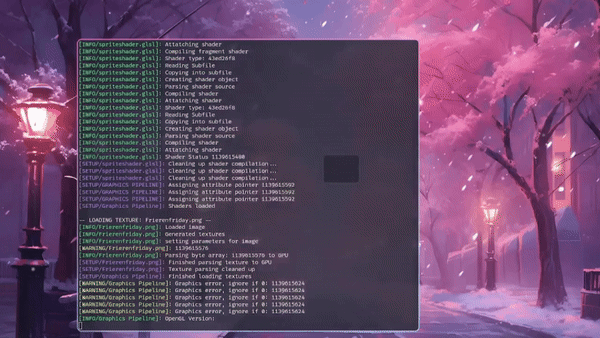 [INFO/spriteshader.glsl]: Attatching shader
[INFO/spriteshader.glsl]: Compiling fragment shader
[INFO/spriteshader.glsl]: Shader type: 43ed26f8
[INFO/spriteshader.glsl]: Reading Subfile
[INFO/spriteshader.glsl]: Copying into subfile
[INFO/spriteshader.glsl]: Creating shader object
[INFO/spriteshader.glsl]: Parsing shader source
[INFO/spriteshader.glsl]: Compiling shader
[INFO/spriteshader.glsl]: Attatching shader
[INFO/spriteshader.glsl]: Shader type: 43ed26f8
[INFO/spriteshader.glsl]: Reading Subfile
[INFO/spriteshader.glsl]: Copying into subfile
[INFO/spriteshader.glsl]: Creating shader object
[INFO/spriteshader.glsl]: Parsing shader source
[INFO/spriteshader.glsl]: Compiling shader
[INFO/spriteshader.glsl]: Attatching shader
[INFO/spriteshader.glsl]: Shader Status 1139615480
[SETUP/spriteshader.glsl]: Cleaning up shader compilation...
[SETUP/spriteshader.glsl]: Cleaning up shader compilation...
[SETUP/spriteshader.glsl]: Cleaning up shader compilation...
[SETUP/GRAPHICS PIPELINE]: Assigning attribute pointer 1139615592
[SETUP/GRAPHICS PIPELINE]: Assigning attribute pointer 1139615592
[SETUP/GRAPHICS PIPELINE]: Assigning attribute pointer 1139615592
[SETUP/Graphics Pipeline]: Shaders loaded
-- LOADING TEXTURE: Frierenfriday.png --
[INFO/Frierenfriday.png]: Loaded image
[INFO/Frierenfriday.png]: Generated textures
[INFO/Frierenfriday.png]: setting parameters for image
[WARNING/Frierenfriday.png]: 1139615576
[INFO/Frierenfriday.png]: Parsing byte array: 1139615576 to GPU
[SETUP/Frierenfriday.png]: Finished parsing texture to GPU
[SETUP/Frierenfriday.png]: Texture parsing cleaned up
[SETUP/Graphics Pipeline]: Finished loading textures
[WARNING/Graphics Pipeline]: Graphics error, ignore if 0: 1139615624
[WARNING/Graphics Pipeline]: Graphics error, ignore if 0: 1139615624
[WARNING/Graphics Pipeline]: Graphics error, ignore if 0: 1139615624
[WARNING/Graphics Pipeline]: Graphics error, ignore if 0: 1139615624
[WARNING/Graphics Pipeline]: Graphics error, ignore if 0: 1139615624
[INFO/Graphics Pipeline]: OpenGL Version: